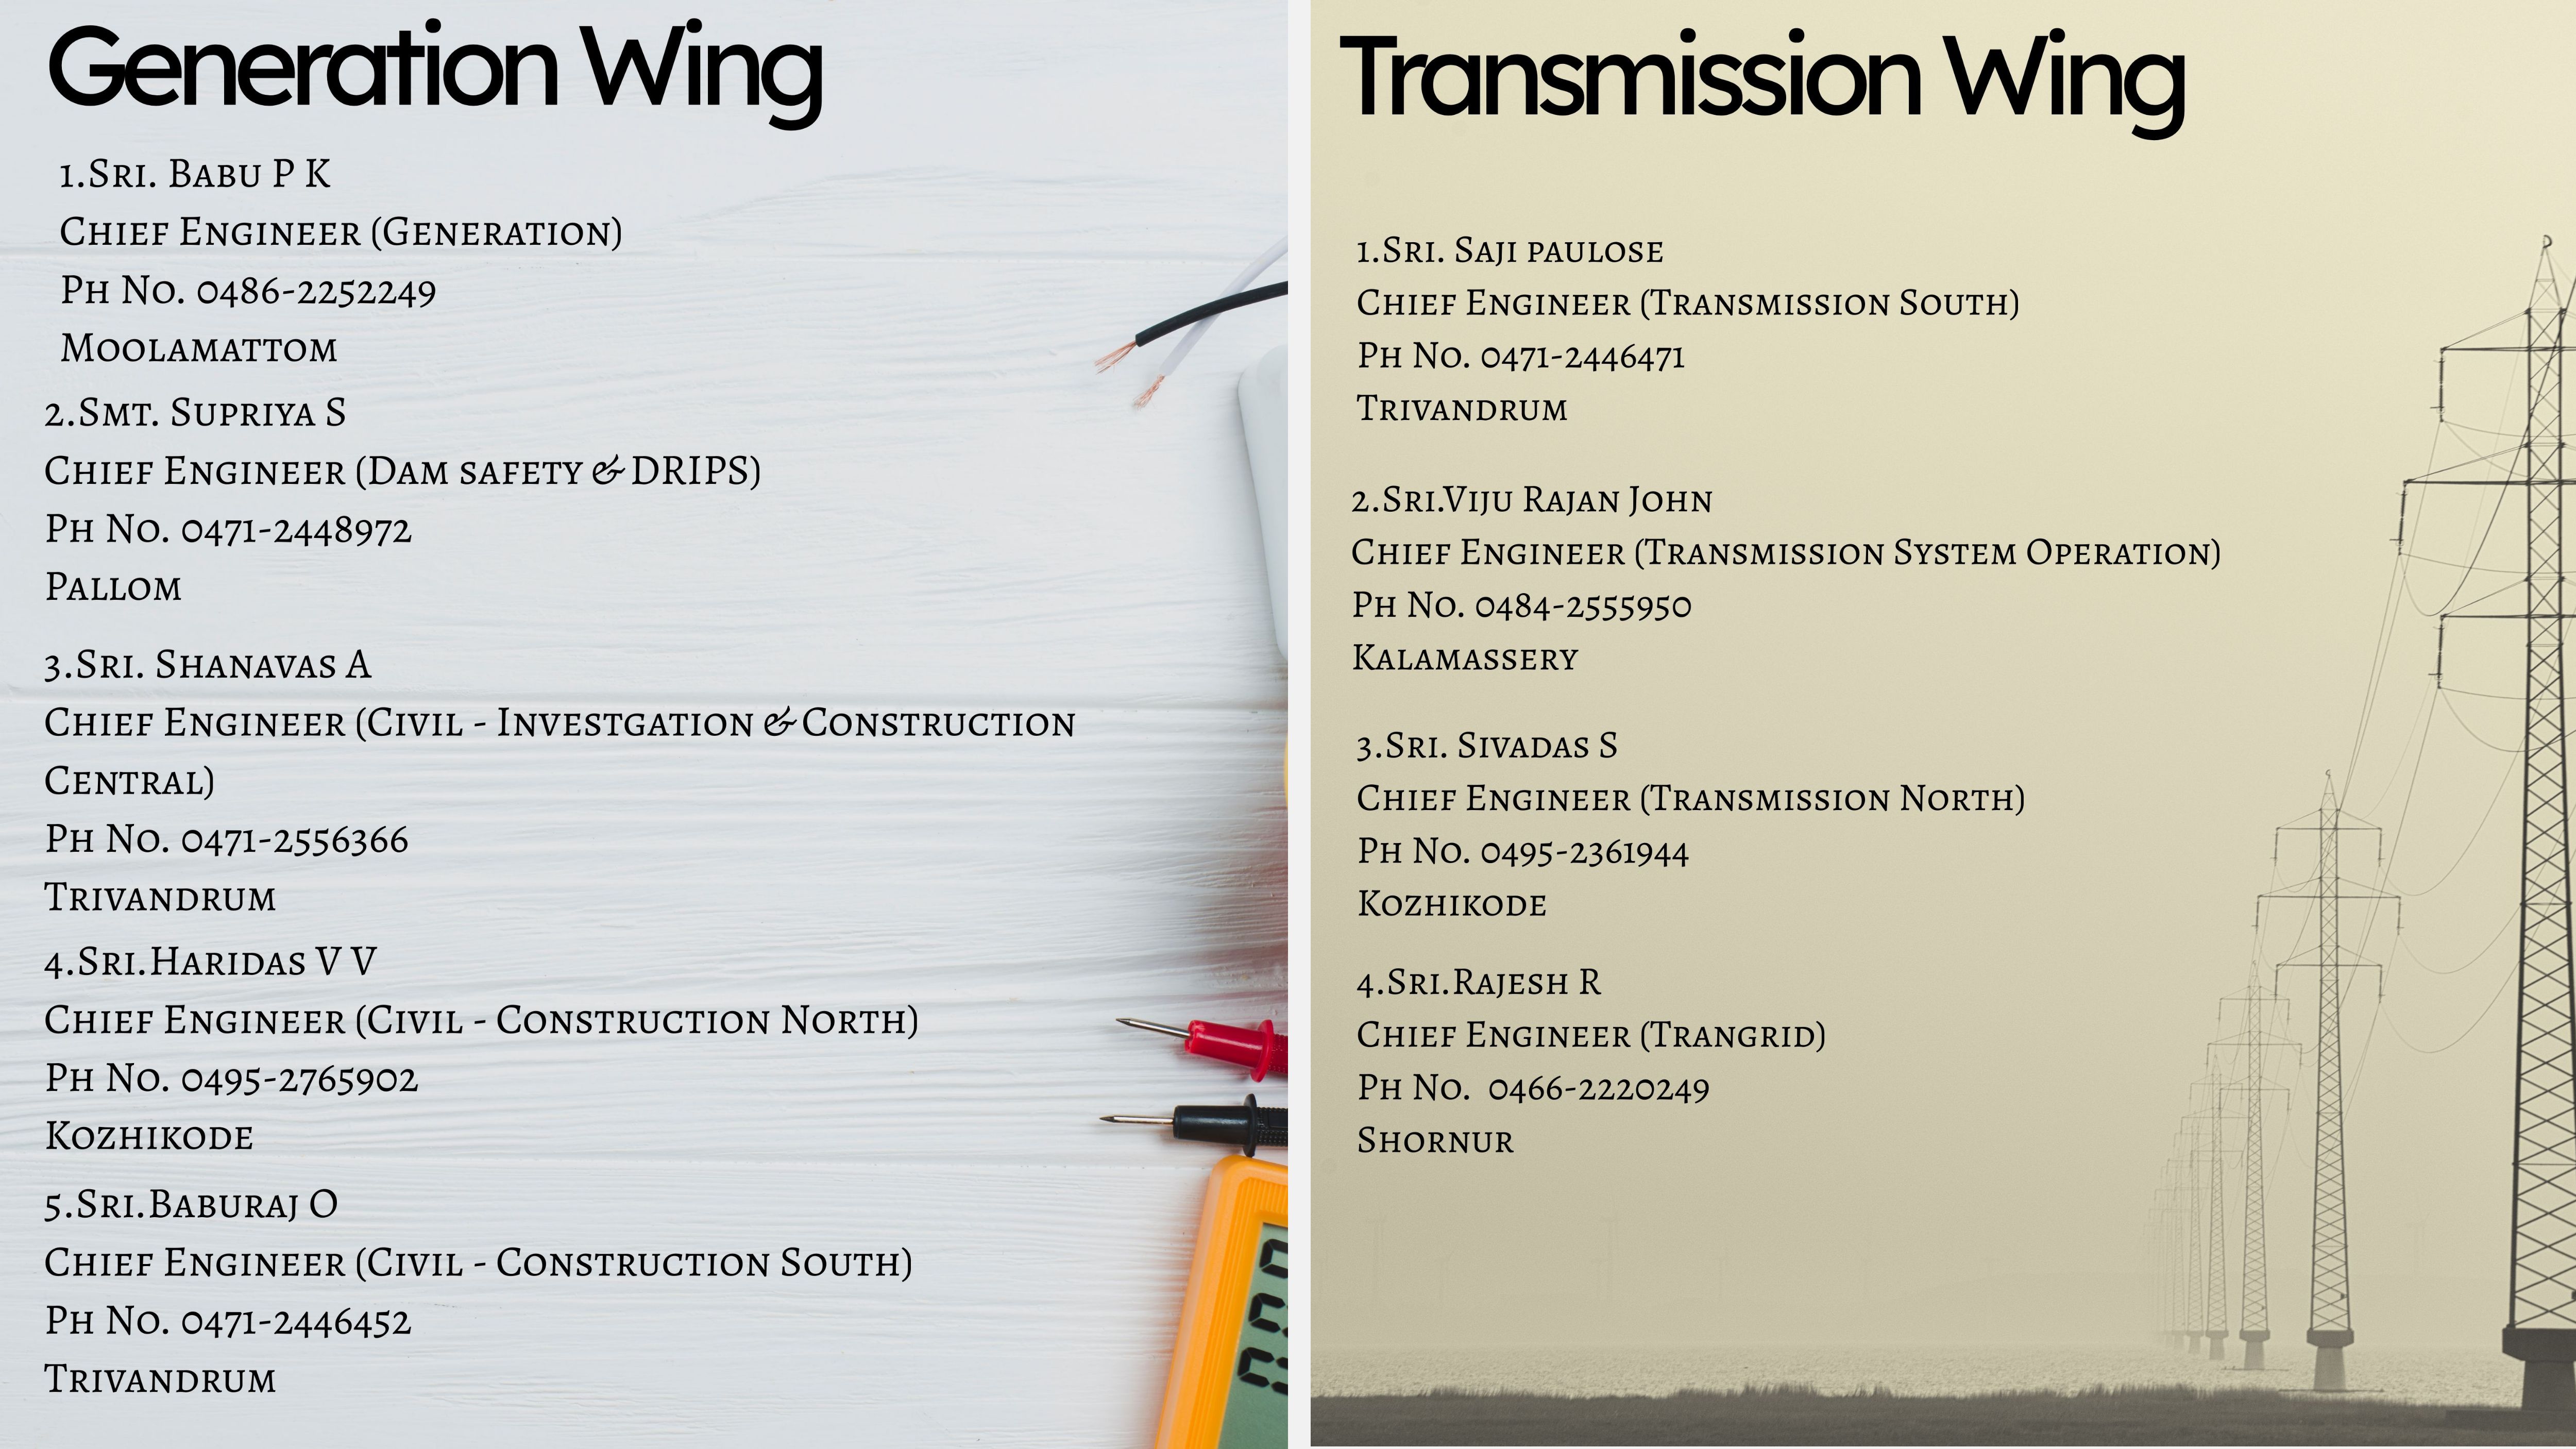 Generation Wing
1.Sri. Babu P K
Chief Engineer (Generation)
Ph No. 0486-2252249
Moolamattom
2.Smt. Supriya S
Chief Engineer (Dam safety & DRIPS)
Ph No. 0471-2448972
Pallom
3.Sri. Shanavas A
Chief Engineer (Civil - Investgation & Construction
Central)
Ph No. 0471-2556366
Trivandrum
4.Sri.Haridas V V
Chief Engineer (Civil - Construction North)
Ph No. 0495-2765902
Kozhikode
5.Sri.Baburaj O
Chief Engineer (Civil - Construction South)
Ph No. 0471-2446452
Trivandrum
Transmission Wing
1.Sri. Saji paulose
Chief Engineer (Transmission South)
Ph No. 0471-2446471
Trivandrum
2.Sri.Viju Rajan John
Chief Engineer (Transmission System Operation)
Ph No. 0484-2555950
Kalamassery
3.Sri. Sivadas S
Chief Engineer (Transmission North)
Ph No. 0495-2361944
Kozhikode
4.Sri.Rajesh R
Chief Engineer (Trangrid)
Ph No.  0466-2220249
Shornur